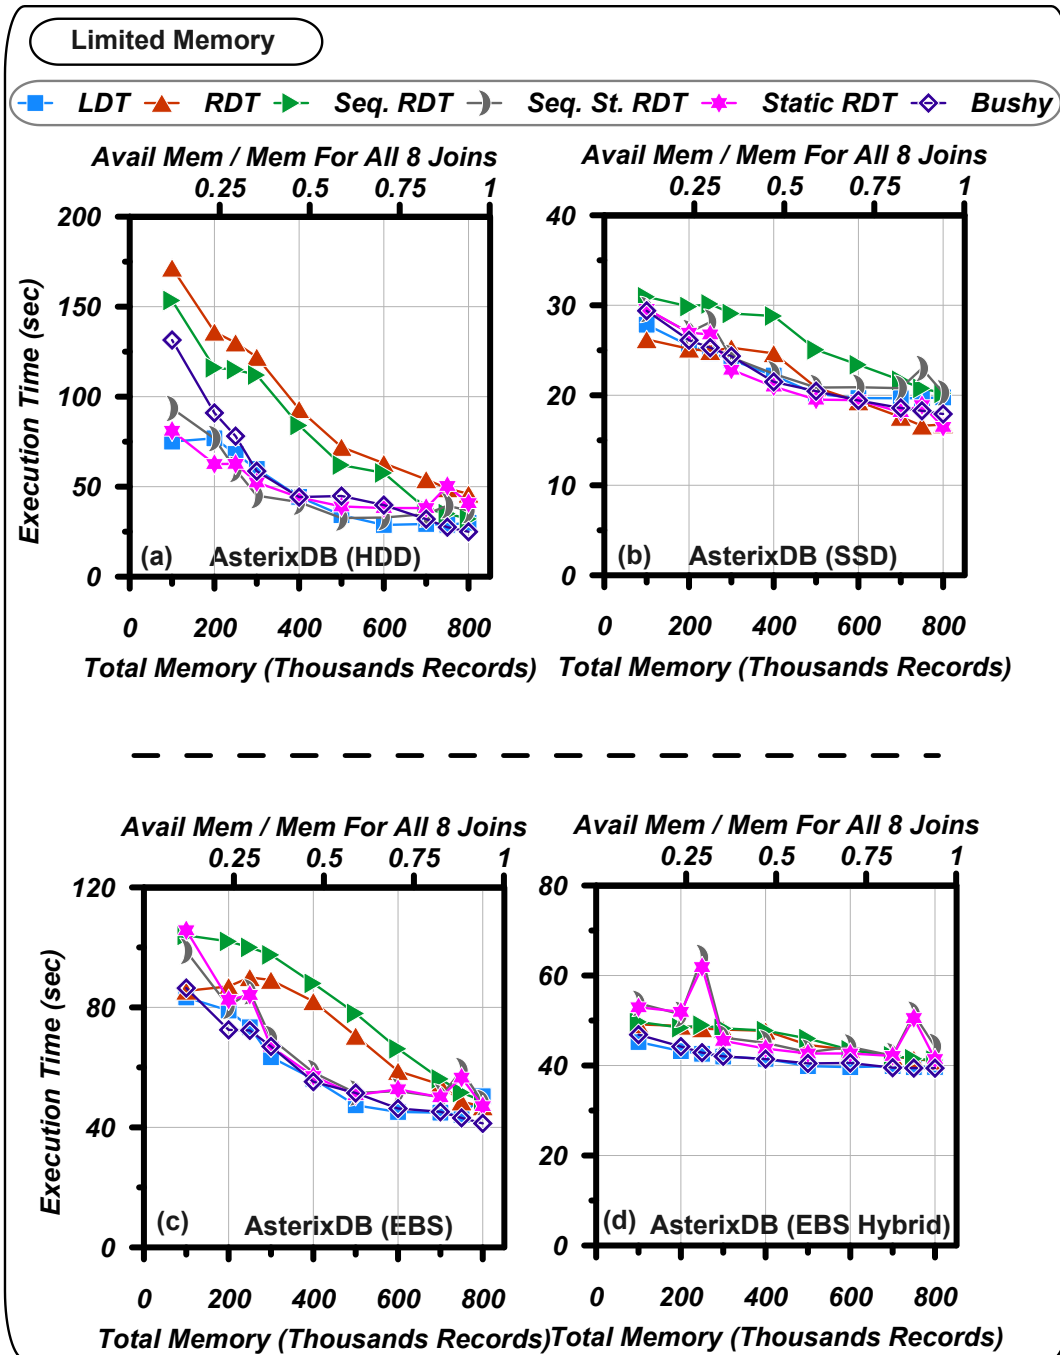 Limited Memory
LDT RDT Seq. RDT Seq. St. RDT Static RDT Bushy
Avail Mem / Mem For All 8 Joins
0.25 0.5 0.75 1
200
150
100
50
0
Execution Time (sec)
(a) AsterixDB (HDD)
0 200 400 600 800
Total Memory (Thousands Records)
Avail Mem / Mem For All 8 Joins
0.25 0.5 0.75 1
40
30
20
10
0
(b) AsterixDB (SSD)
0 200 400 600 800
Total Memory (Thousands Records)
Avail Mem / Mem For All 8 Joins
0.25 0.5 0.75 1
120
80
40
0
Execution Time (sec)
(c) AsterixDB (EBS)
0 200 400 600 800
Total Memory (Thousands Records)
Avail Mem / Mem For All 8 Joins
0.25 0.5 0.75 1
80
60
40
20
0
(d) AsterixDB (EBS Hybrid)
0 200 400 600 800
Total Memory (Thousands Records)